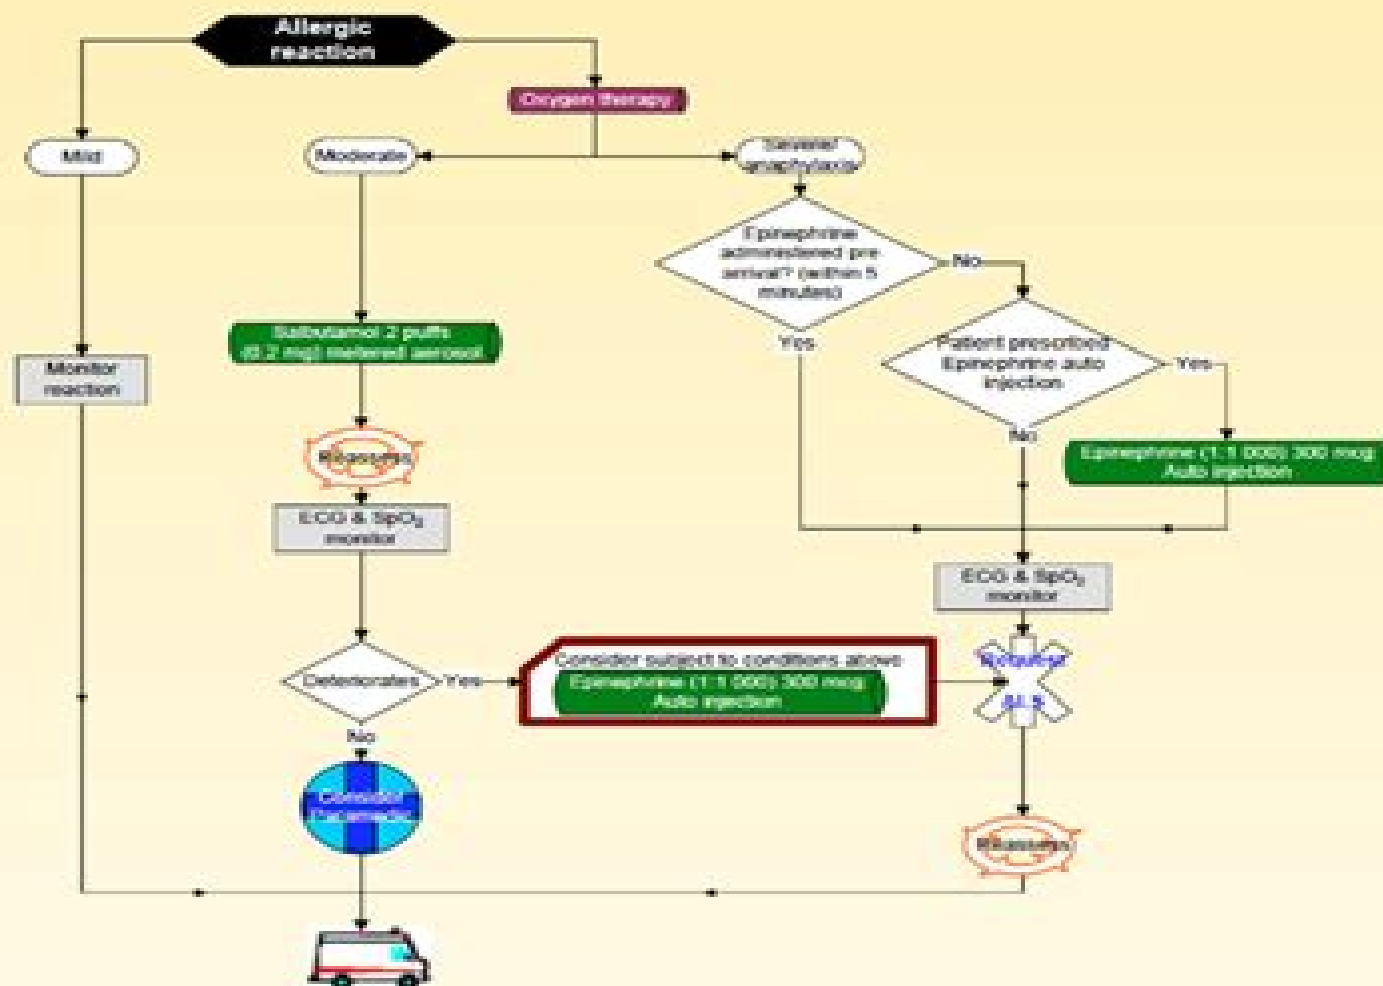 Allergic
reaction
Oxygen therapy
Mild
Moderate
Severe/
anaphylaxis
Epinephrine
administered pre
arrival? (within 5
minutes)
No
Yes
Patient prescribed
Epinephrine auto
injection
Yes
No
Salbutamol 2 puffs
(0.2 mg) metered aerosol
Monitor
reaction
Epinephrine (1:1 000) 300 mcg
Auto injection
Reassess
ECG & SpO₂
monitor
ECG & SpO₂
monitor
Deteriorates
Yes
No
Consider subject to conditions above
Epinephrine (1:1 000) 300 mcg
Auto injection
Request
ALS
Consider
Paramedic
Reassess